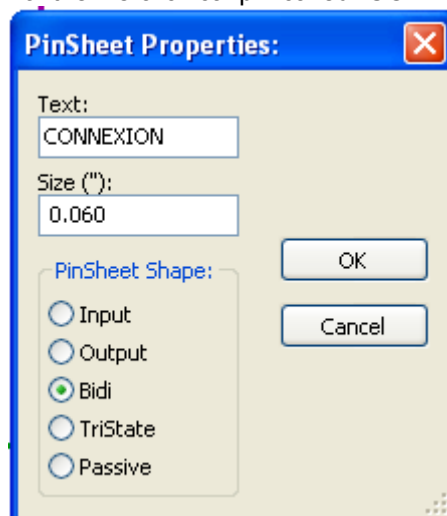 PinSheet Properties:
Text:
CONNEXION
Size ("):
0.060
PinSheet Shape:
Input
Output
Bidi
TriState
Passive
OK
Cancel